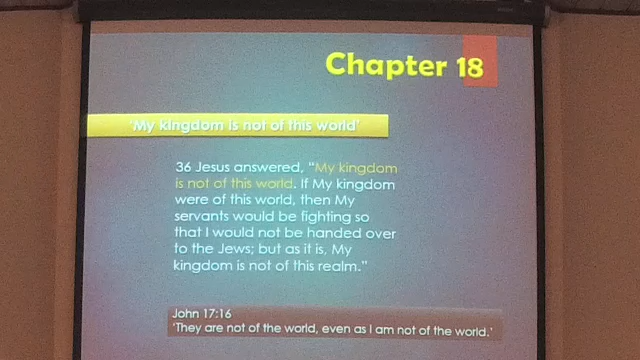 Chapter 18
'My kingdom is not of this world'
36 Jesus answered, "My kingdom
is not of this world. If My kingdom
were of this world, then My
servants would be fighting so
that I would not be handed over
to the Jews; but as it is, My
kingdom is not of this realm."
John 17:16
'They are not of the world, even as I am not of the world.'